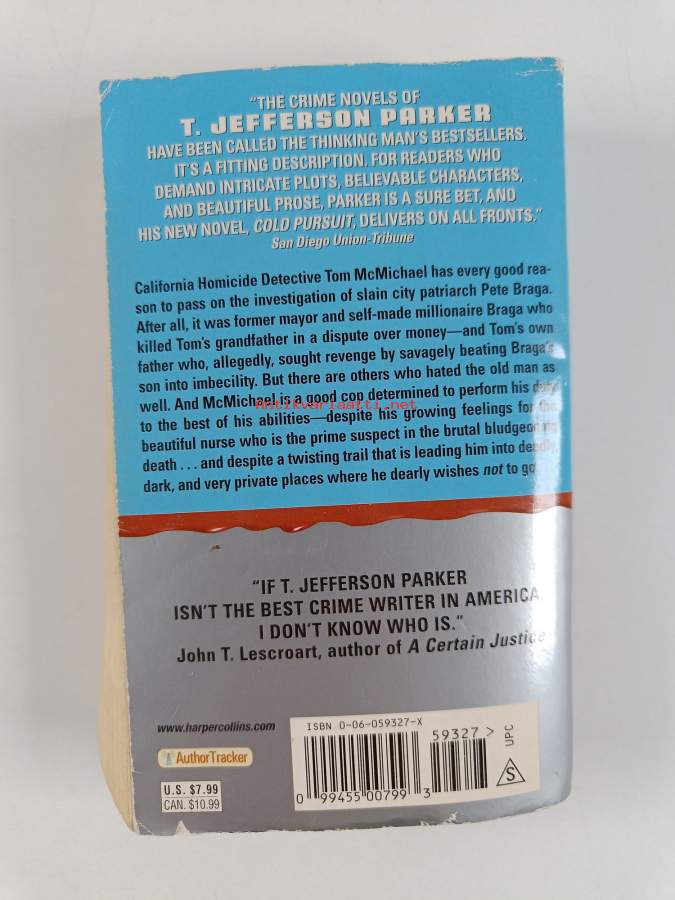 "THE CRIME NOVELS OF
T. JEFFERSON PARKER
HAVE BEEN CALLED THE THINKING MAN'S BESTSELLERS.
IT'S A FITTING DESCRIPTION. FOR READERS WHO
DEMAND INTRICATE PLOTS, BELIEVABLE CHARACTERS,
AND BEAUTIFUL PROSE, PARKER IS A SURE BET, AND
HIS NEW NOVEL, COLD PURSUIT, DELIVERS ON ALL FRONTS."
San Diego Union-Tribune
California Homicide Detective Tom McMichael has every good rea-
son to pass on the investigation of slain city patriarch Pete Braga.
After all, it was former mayor and self-made millionaire Braga who
killed Tom's grandfather in a dispute over money—and Tom's own
father who, allegedly, sought revenge by savagely beating Braga's
son into imbecility. But there are others who hated the old man as
well. And McMichael is a good cop determined to perform his duty
Antikvariaatti.net
to the best of his abilities—despite his growing feelings for the
beautiful nurse who is the prime suspect in the brutal bludgeoning
death . . . and despite a twisting trail that is leading him into deadly,
dark, and very private places where he dearly wishes not to go
"IF T. JEFFERSON PARKER
ISN'T THE BEST CRIME WRITER IN AMERICA,
I DON'T KNOW WHO IS."
John T. Lescroart, author of A Certain Justice
www.harpercollins.com
AuthorTracker
U.S. $7.99
CAN. $10.99
ISBN 0-06-059327-X
59327 >
UPC
S
0 99455 00799 3